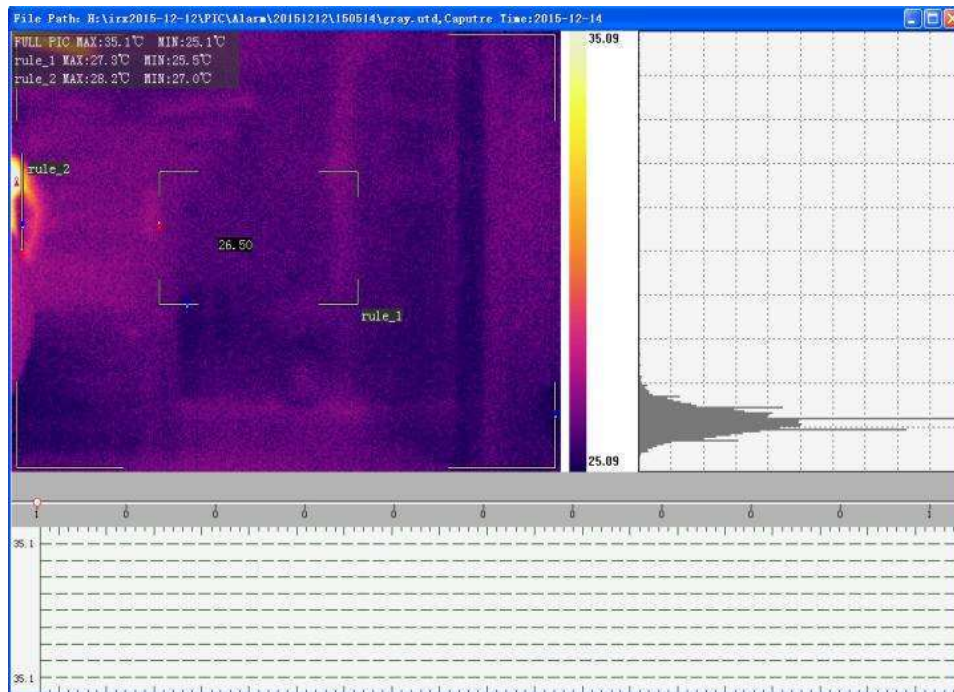 File Path: H:\irx2015-12-12\PIC\Alarm\20151212\150514\gray.utd,Caputre Time:2015-12-14
FULL PIC MAX:35.1℃ MIN:25.1℃
rule_1 MAX:27.3℃ MIN:25.5℃
rule_2 MAX:28.2℃ MIN:27.0℃
35.09
rule_2
26.50
rule_1
25.09
1 0 0 0 0 0 0 0 0 0 1
35.1
35.1